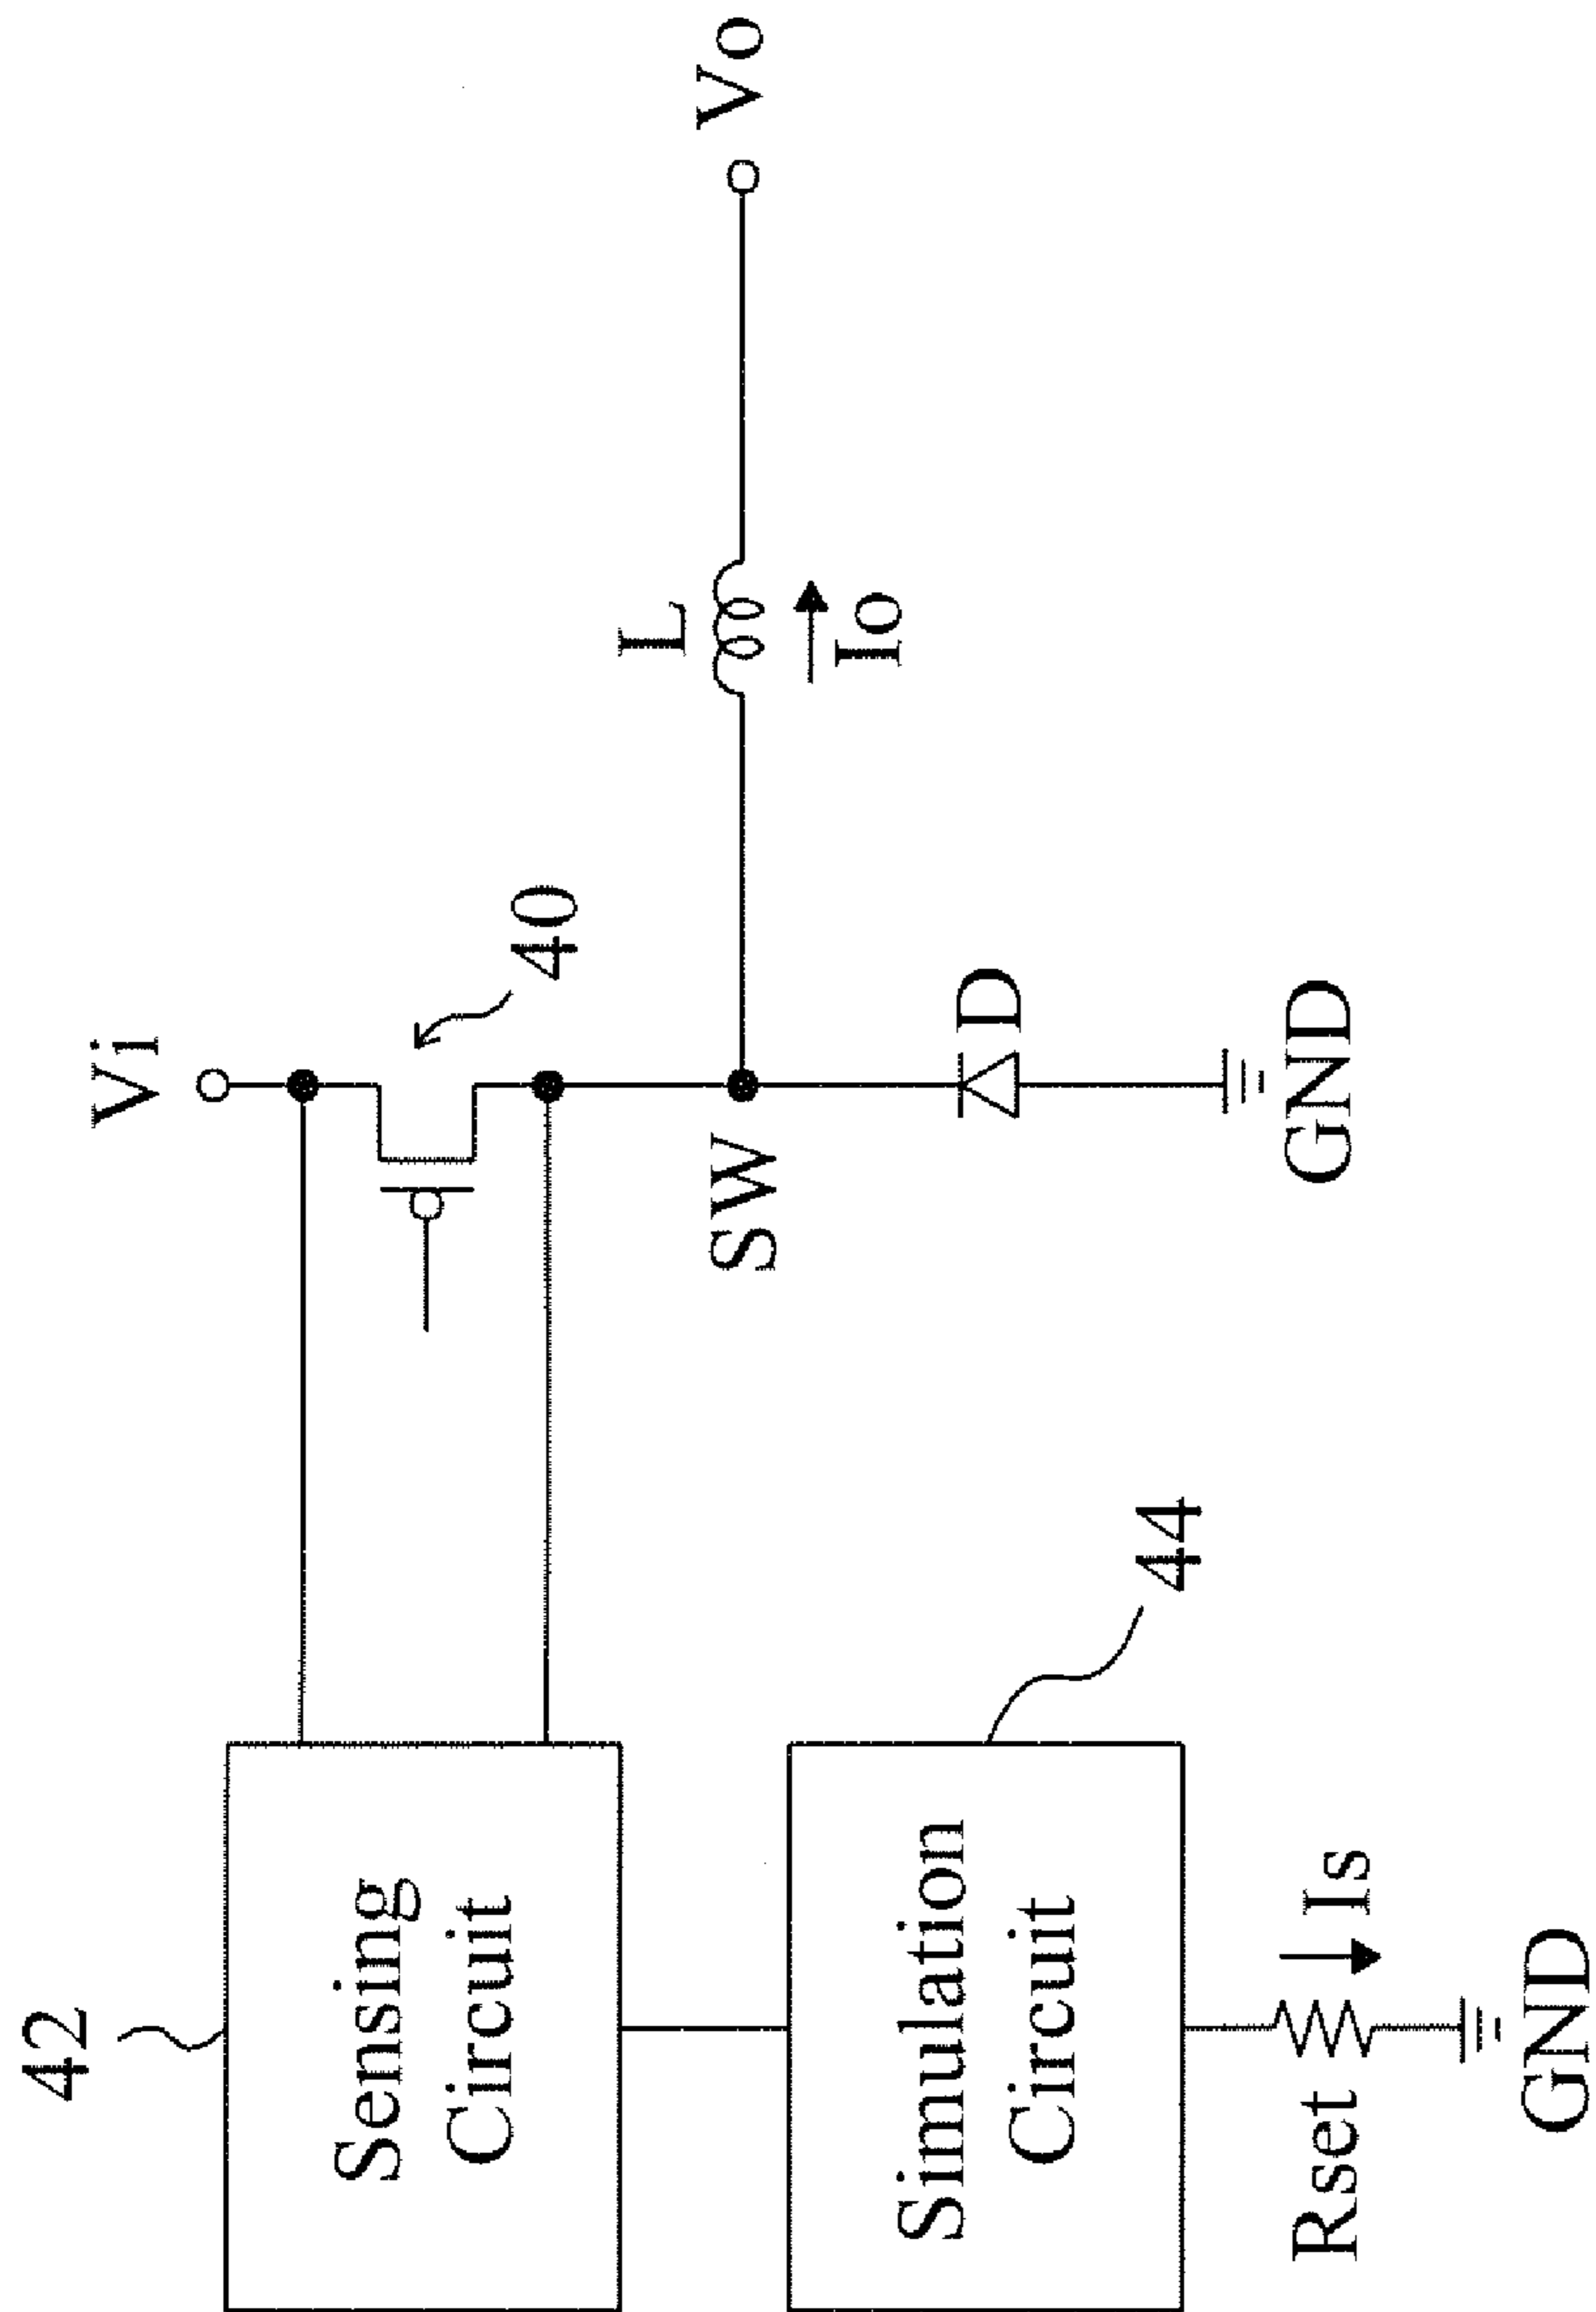 Vi
42
Sensing
Circuit
40
L
Vo
SW
Io
Simulation
Circuit
44
D
Rset
Is
GND
GND